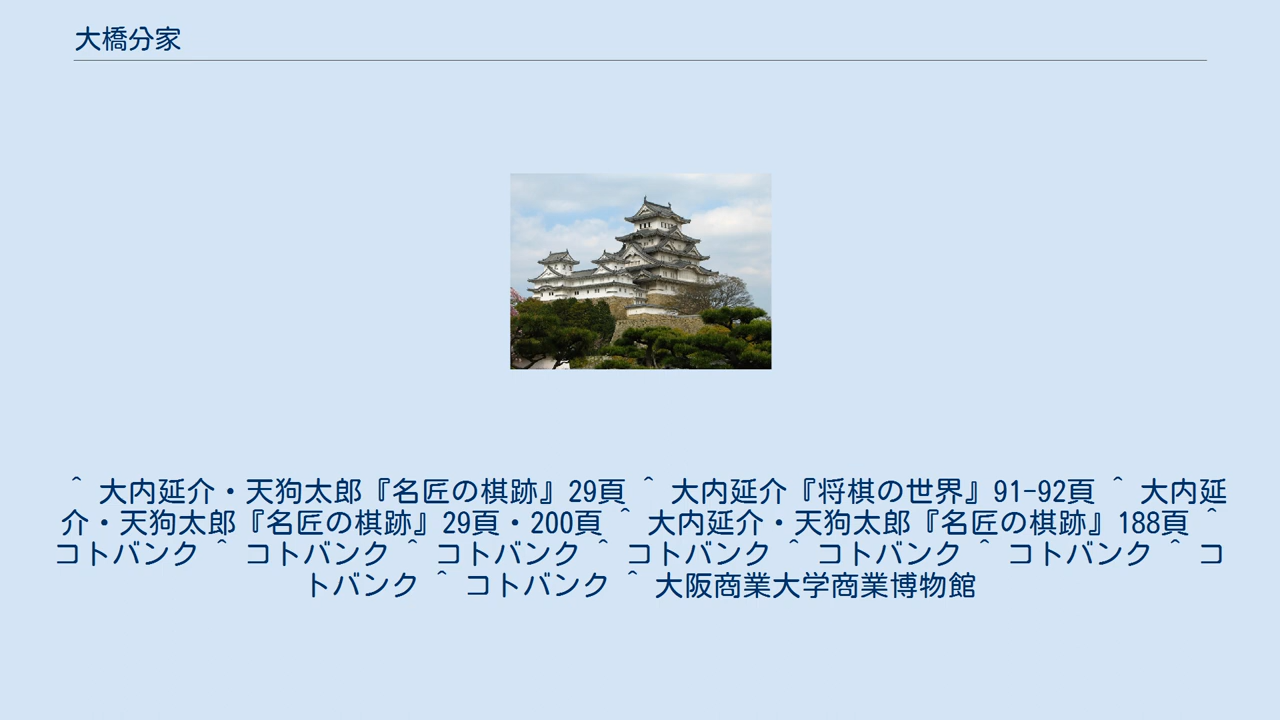 大橋分家
^ 大内延介・天狗太郎『名匠の棋跡』29頁 ^ 大内延介『将棋の世界』91-92頁 ^ 大内延
介・天狗太郎『名匠の棋跡』29頁・200頁 ^ 大内延介・天狗太郎『名匠の棋跡』188頁 ^
コトバンク ^ コトバンク ^ コトバンク ^ コトバンク ^ コトバンク ^ コトバンク ^ コ
トバンク ^ コトバンク ^ 大阪商業大学商業博物館